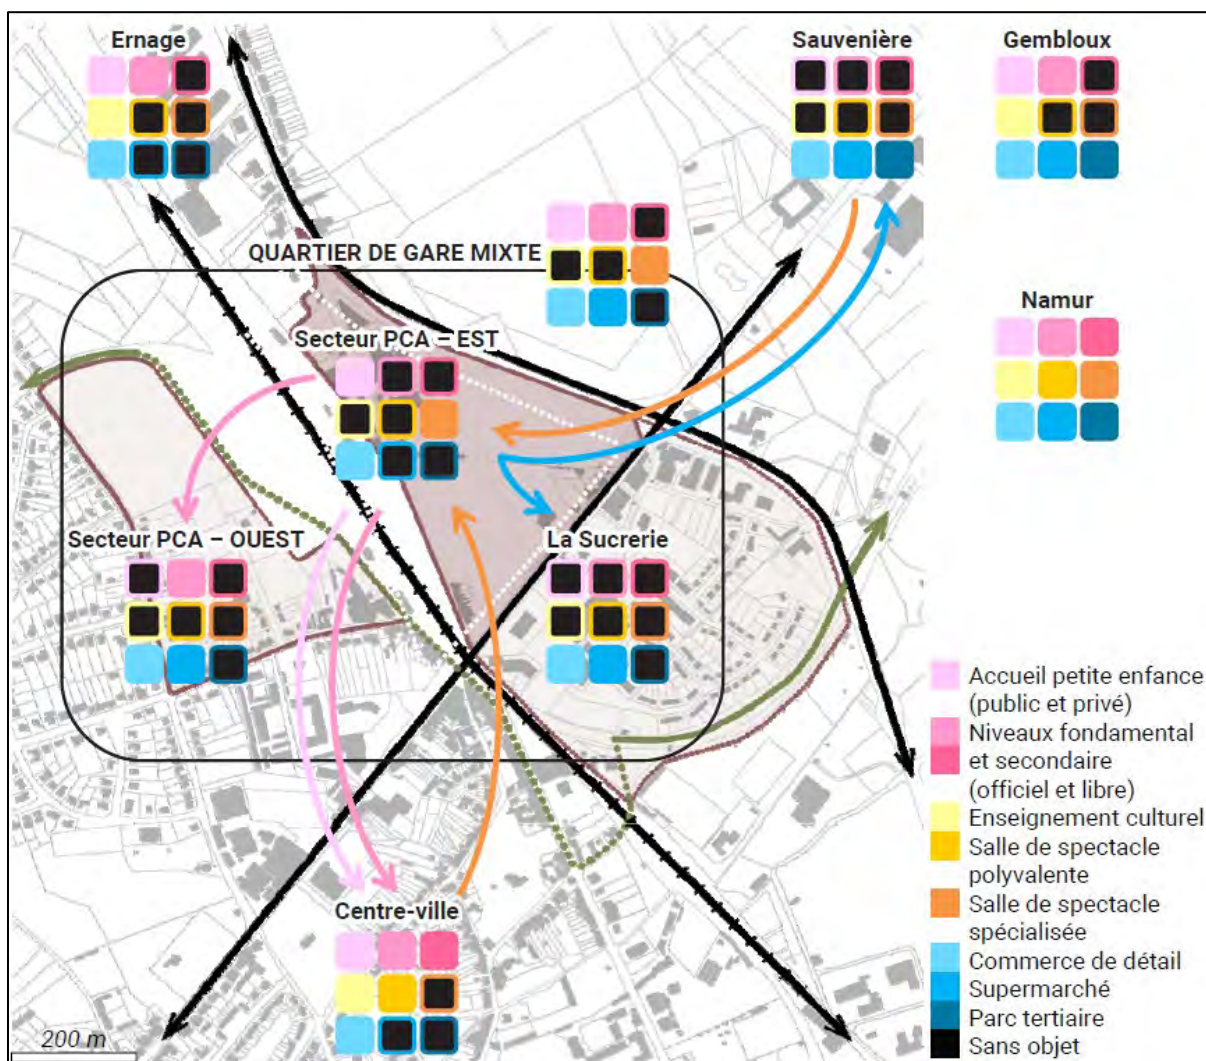 Ernage
Sauvenière
Gembloux
QUARTIER DE GARE MIXTE
Namur
Secteur PCA – EST
Secteur PCA – OUEST
La Sucrerie
Centre-ville
200 m
Accueil petite enfance
(public et privé)
Niveaux fondamental
et secondaire
(officiel et libre)
Enseignement culturel
Salle de spectacle
polyvalente
Salle de spectacle
spécialisée
Commerce de détail
Supermarché
Parc tertiaire
Sans objet